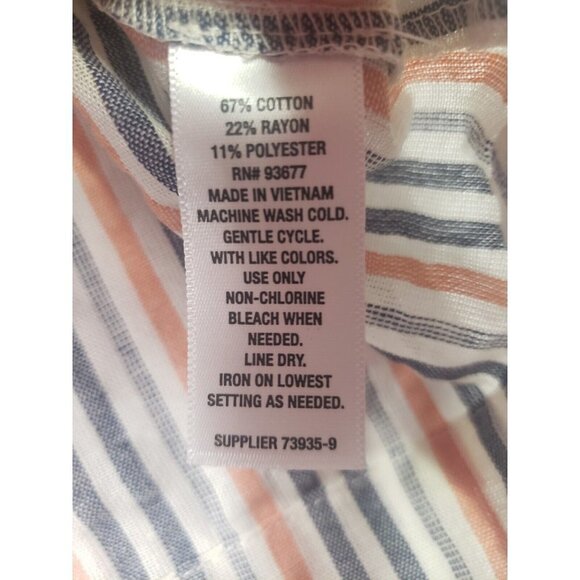 67% COTTON
22% RAYON
11% POLYESTER
RN# 93677
MADE IN VIETNAM
MACHINE WASH COLD.
GENTLE CYCLE.
WITH LIKE COLORS.
USE ONLY
NON-CHLORINE
BLEACH WHEN
NEEDED.
LINE DRY.
IRON ON LOWEST
SETTING AS NEEDED.
SUPPLIER 73935-9